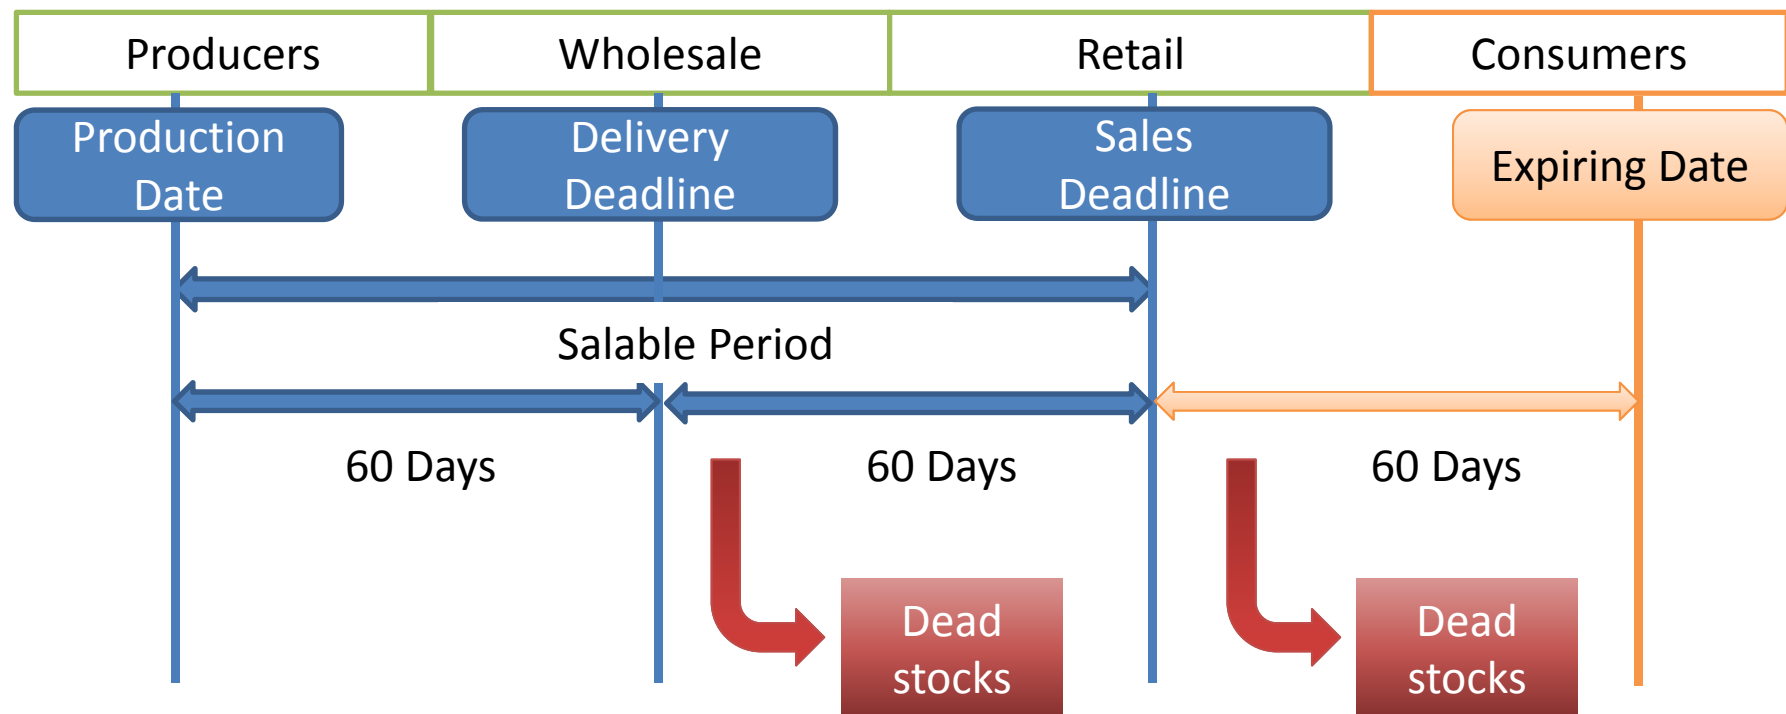 Producers
Wholesale
Retail
Consumers
Production
Date
Delivery
Deadline
Sales
Deadline
Expiring Date
Salable Period
60 Days
60 Days
60 Days
Dead
stocks
Dead
stocks